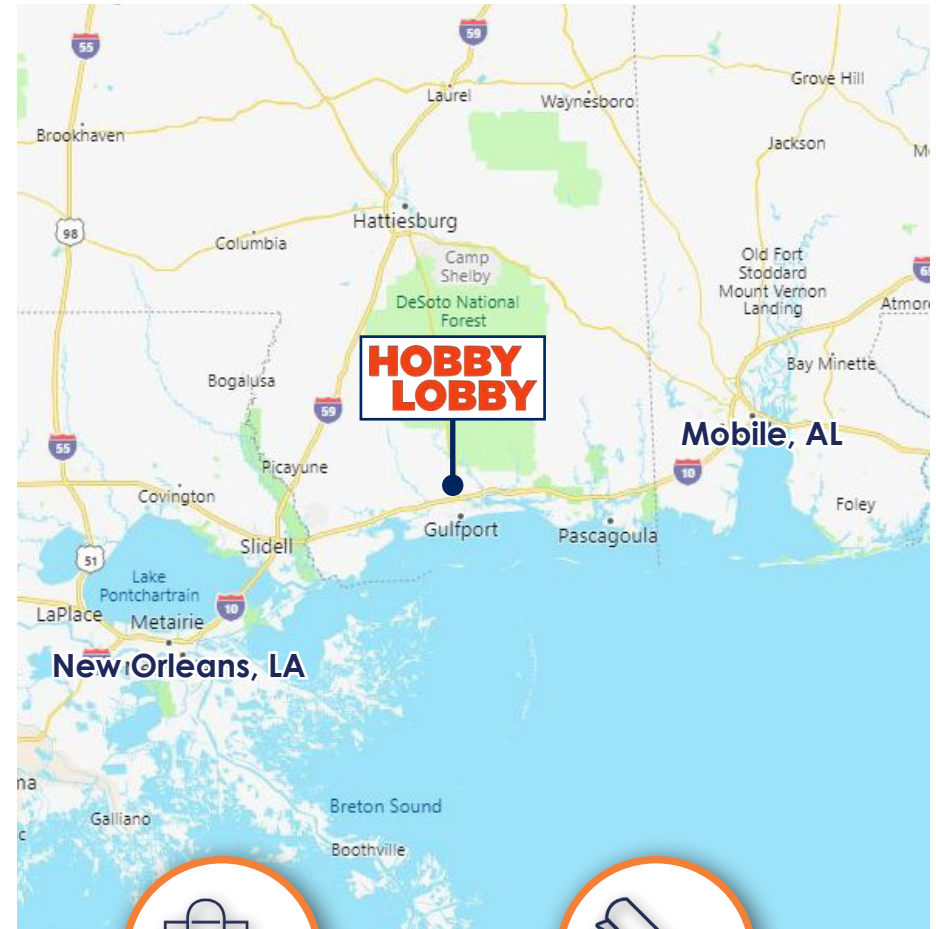 55
59
Grove Hill
Laurel
Waynesboro
Brookhaven
Jackson
98
Hattiesburg
Columbia
Camp
Shelby
Old Fort
Stoddard
Mount Vernon
Landing
65
DeSoto National
Forest
Atmore
HOBBY
LOBBY
Bay Minette
Bogalusa
59
55
Mobile, AL
Picayune
10
Covington
Foley
Gulfport
Pascagoula
Slidell
51
Lake
Pontchartrain
10
LaPlace
Metairie
New Orleans, LA
Breton Sound
Galliano
Boothville